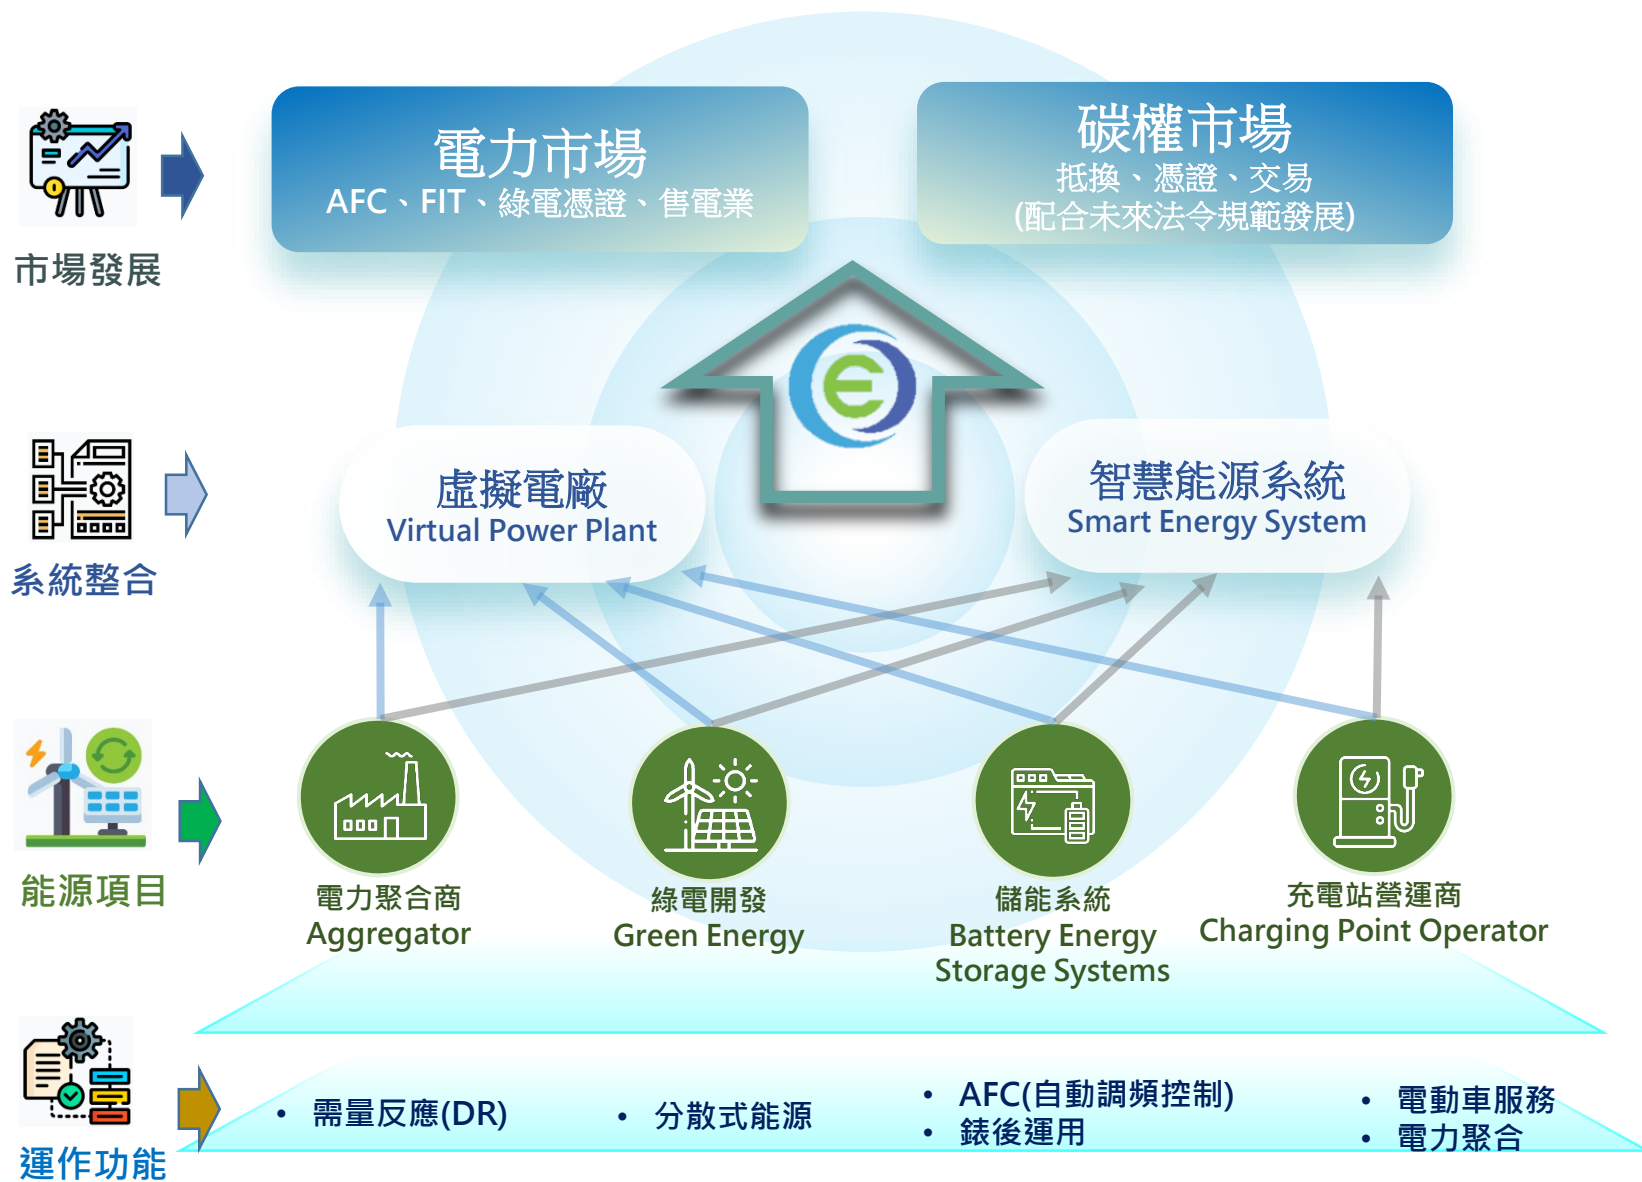 電力市場
AFC、FIT、綠電憑證、售電業
碳權市場
抵換、憑證、交易
(配合未來法令規範發展)
市場發展
虛擬電廠
Virtual Power Plant
智慧能源系統
Smart Energy System
系統整合
電力聚合商
Aggregator
綠電開發
Green Energy
儲能系統
Battery Energy
Storage Systems
充電站營運商
Charging Point Operator
能源項目
• 需量反應(DR)
• 分散式能源
• AFC(自動調頻控制)
• 錶後運用
• 電動車服務
• 電力聚合
運作功能